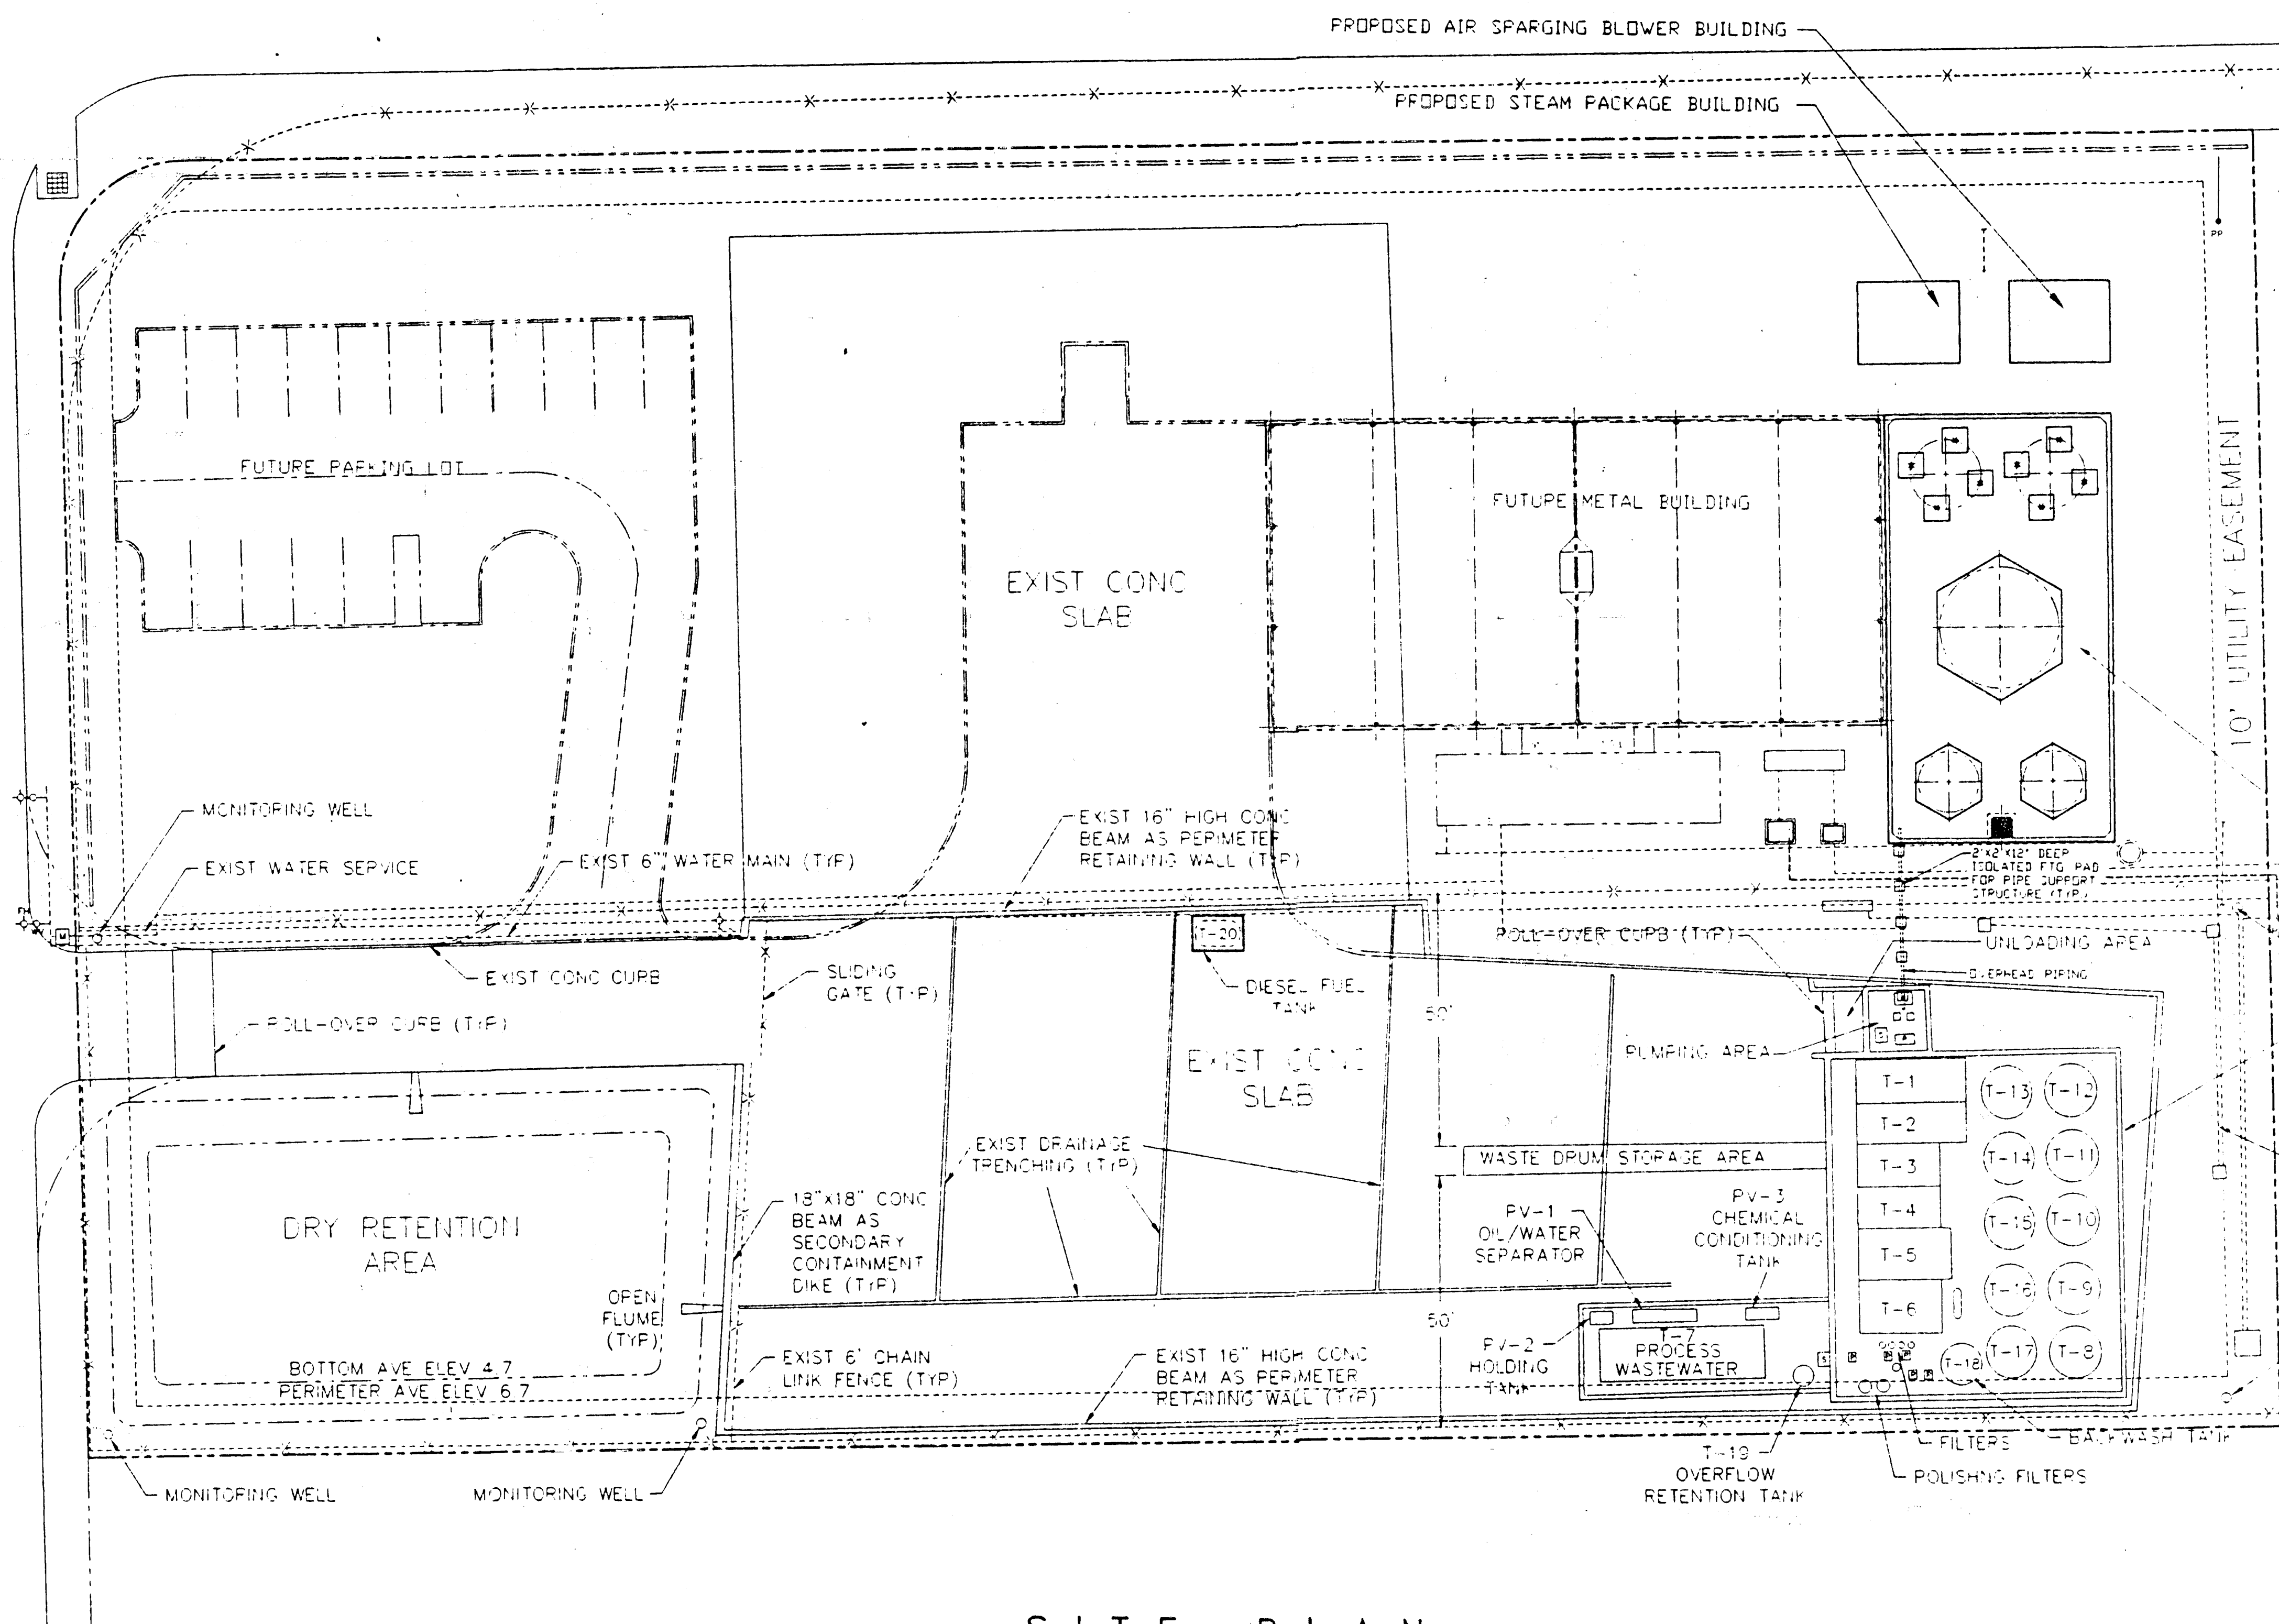 PROPOSED AIR SPARGING BLOWER BUILDING
PROPOSED STEAM PACKAGE BUILDING
PP
FUTURE PARKING LOT
FUTURE METAL BUILDING
10' UTILITY EASEMENT
EXIST CONC
SLAB
MONITORING WELL
EXIST WATER SERVICE
EXIST 6" WATER MAIN (TYP)
EXIST 16" HIGH CONC
BEAM AS PERIMETER
RETAINING WALL (TYP)
2'X2'X12" DEEP
ISOLATED FTG PAD
FOR PIPE SUPPORT
STRUCTURE (TYP)
M
T-20
ROLL-OVER CURB (TYP)
UNLOADING AREA
OVERHEAD PIPING
EXIST CONC CURB
SLIDING
GATE (TYP)
DIESEL FUEL
TANK
50'
ROLL-OVER CURB (TYP)
EXIST CONC
SLAB
PUMPING AREA
T-1
T-2
T-3
T-4
T-5
T-6
T-13
T-12
T-14
T-11
T-15
T-10
T-16
T-9
T-17
T-8
T-18
EXIST DRAINAGE
TRENCHING (TYP)
WASTE DRUM STORAGE AREA
18"X18" CONC
BEAM AS
SECONDARY
CONTAINMENT
DIKE (TYP)
PV-1
OIL/WATER
SEPARATOR
PV-3
CHEMICAL
CONDITIONING
TANK
DRY RETENTION
AREA
OPEN
FLUME
(TYP)
50'
PV-2
HOLDING
TANK
T-7
PROCESS
WASTEWATER
BOTTOM AVE ELEV 4.7
PERIMETER AVE ELEV 6.7
EXIST 6' CHAIN
LINK FENCE (TYP)
EXIST 16" HIGH CONC
BEAM AS PERIMETER
RETAINING WALL (TYP)
MONITORING WELL
MONITORING WELL
T-19
OVERFLOW
RETENTION TANK
FILTERS
BACKWASH TANK
POLISHNG FILTERS
SITE PLAN